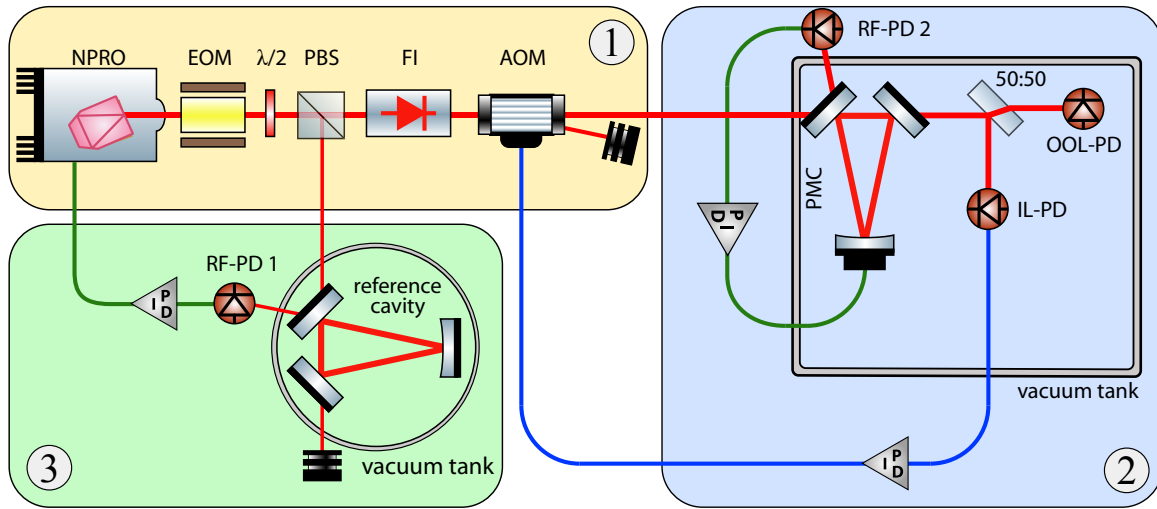 NPRO
EOM
λ/2
PBS
FI
AOM
1
RF-PD 2
50:50
OOL-PD
PMC
IL-PD
P
I
D
vacuum tank
P
I
D
2
RF-PD 1
P
I
D
reference
cavity
vacuum tank
3